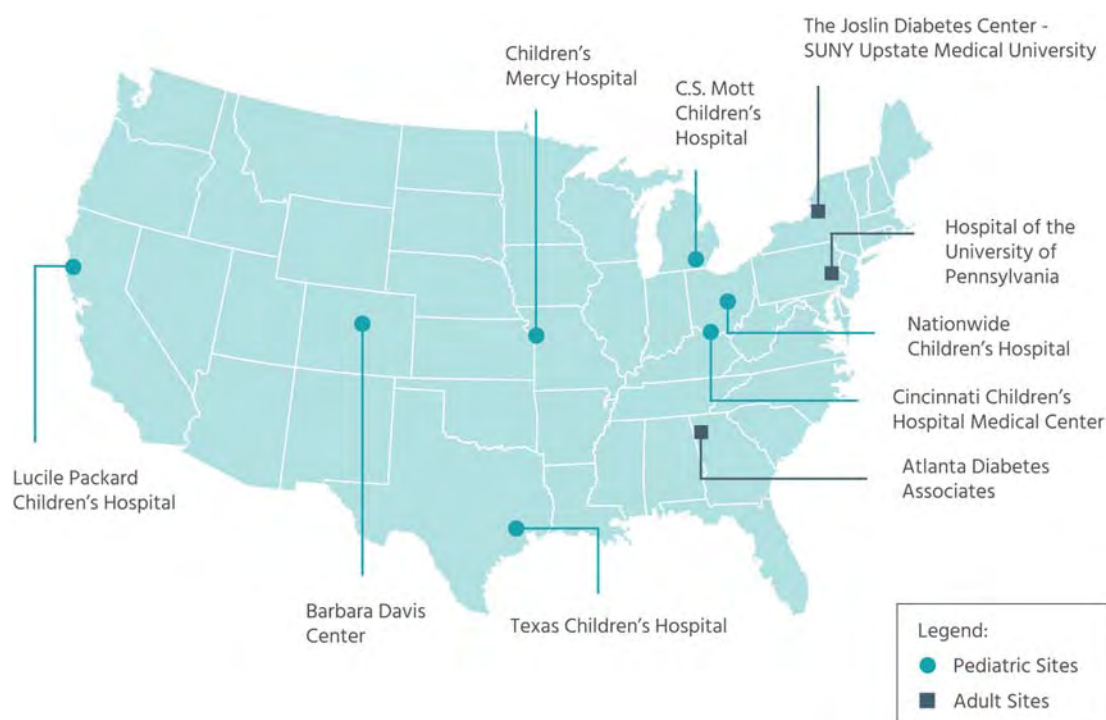 The Joslin Diabetes Center -
SUNY Upstate Medical University
Children’s
Mercy Hospital
C.S. Mott
Children’s
Hospital
Hospital of the
University of
Pennsylvania
Nationwide
Children’s Hospital
Cincinnati Children’s
Hospital Medical Center
Atlanta Diabetes
Associates
Lucile Packard
Children’s Hospital
Barbara Davis
Center
Texas Children’s Hospital
Legend:
Pediatric Sites
Adult Sites